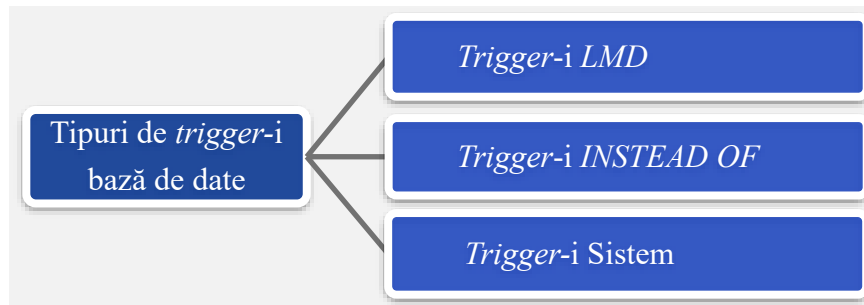 Tipuri de trigger-i
bază de date
Trigger-i LMD
Trigger-i INSTEAD OF
Trigger-i Sistem